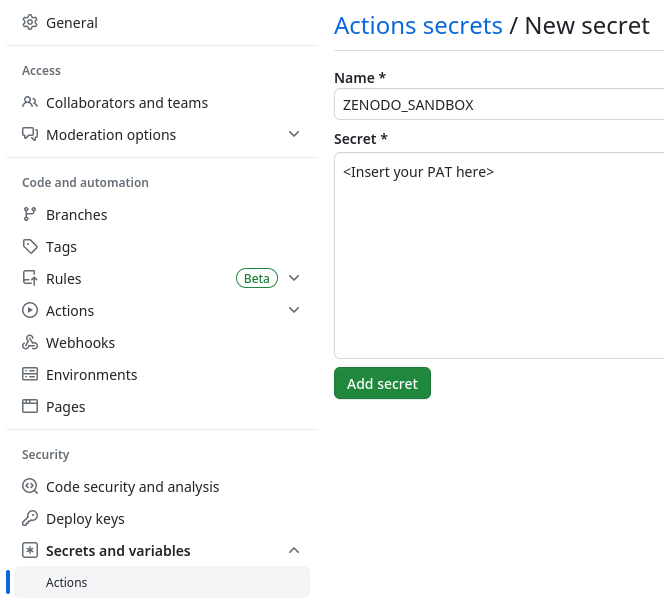 General
Access
Collaborators and teams
Moderation options
Code and automation
Branches
Tags
Rules Beta
Actions
Webhooks
Environments
Pages
Security
Code security and analysis
Deploy keys
Secrets and variables
Actions
Actions secrets / New secret
Name *
ZENODO_SANDBOX
Secret *
<Insert your PAT here>
Add secret